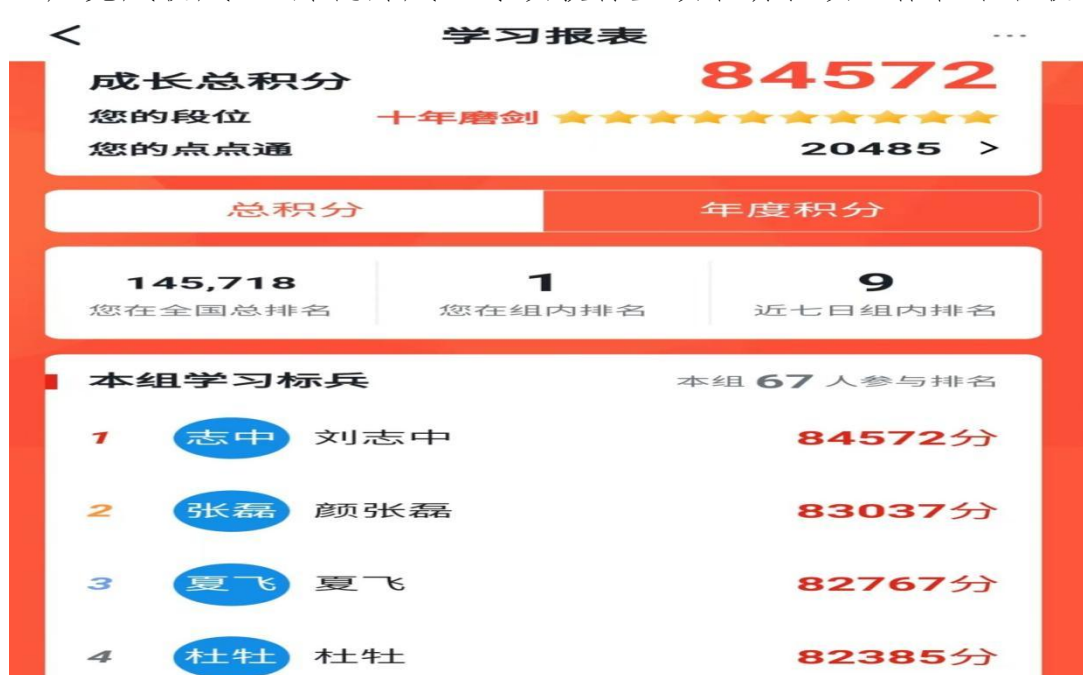 学习报表
成长总积分 84572
您的段位 十年磨剑
您的点点通 20485 >
总积分 年度积分
145,718 1 9
您在全国总排名 您在组内排名 近七日组内排名
本组学习标兵 本组 67 人参与排名
1 志中 刘志中 84572分
2 张磊 颜张磊 83037分
3 夏飞 夏飞 82767分
4 杜牡 杜牡 82385分